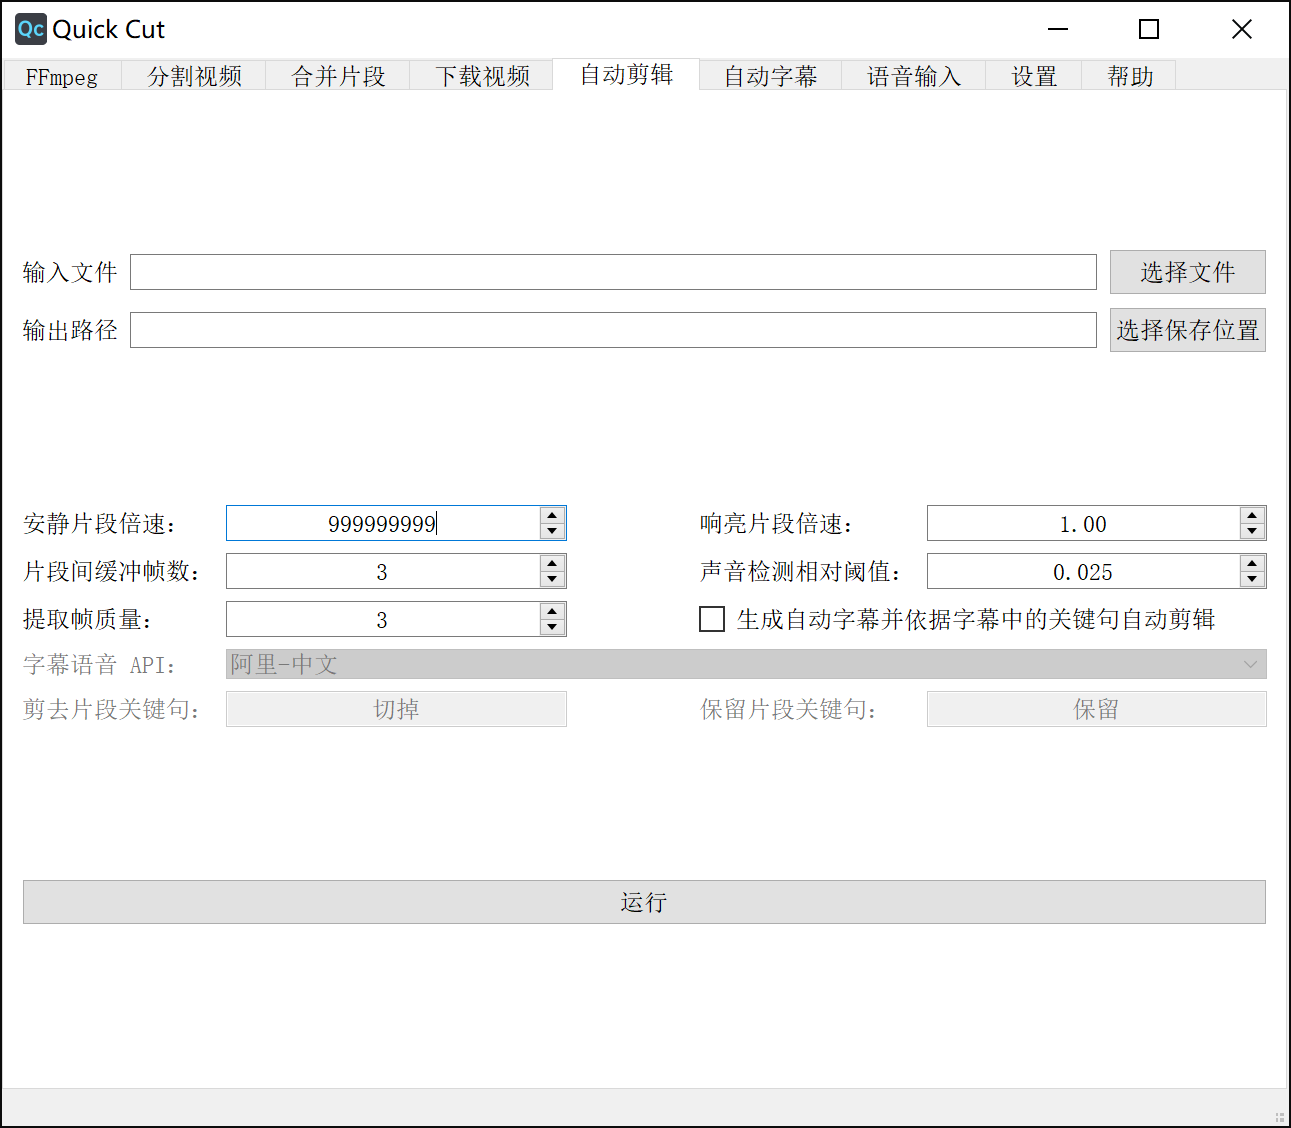 Qc Quick Cut
FFmpeg 分割视频 合并片段 下载视频 自动剪辑 自动字幕 语音输入 设置 帮助
输入文件 选择文件
输出路径 选择保存位置
安静片段倍速： 999999999 响亮片段倍速： 1.00
片段间缓冲帧数： 3 声音检测相对阈值： 0.025
提取帧质量： 3 生成自动字幕并依据字幕中的关键句自动剪辑
字幕语音 API： 阿里-中文
剪去片段关键句： 切掉 保留片段关键句： 保留
运行